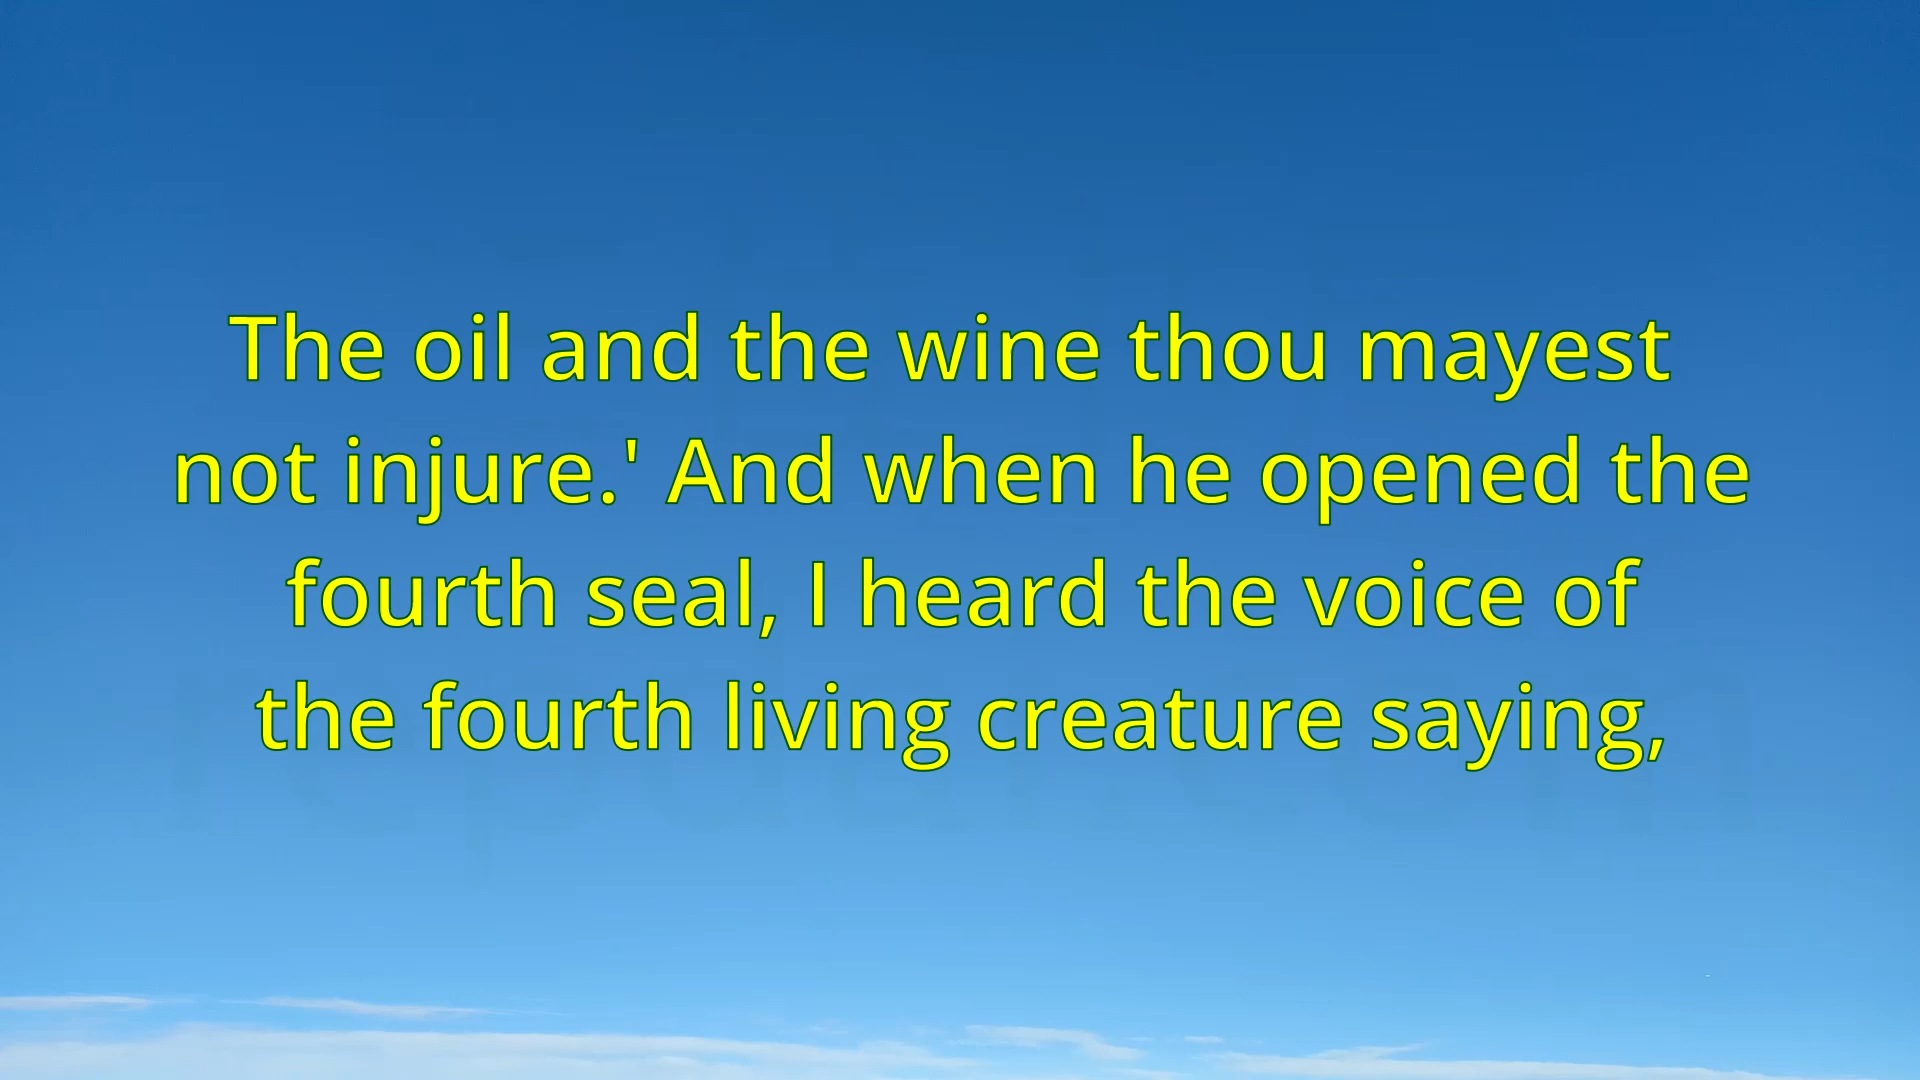 The oil and the wine thou mayest
not injure.' And when he opened the
fourth seal, I heard the voice of
the fourth living creature saying,